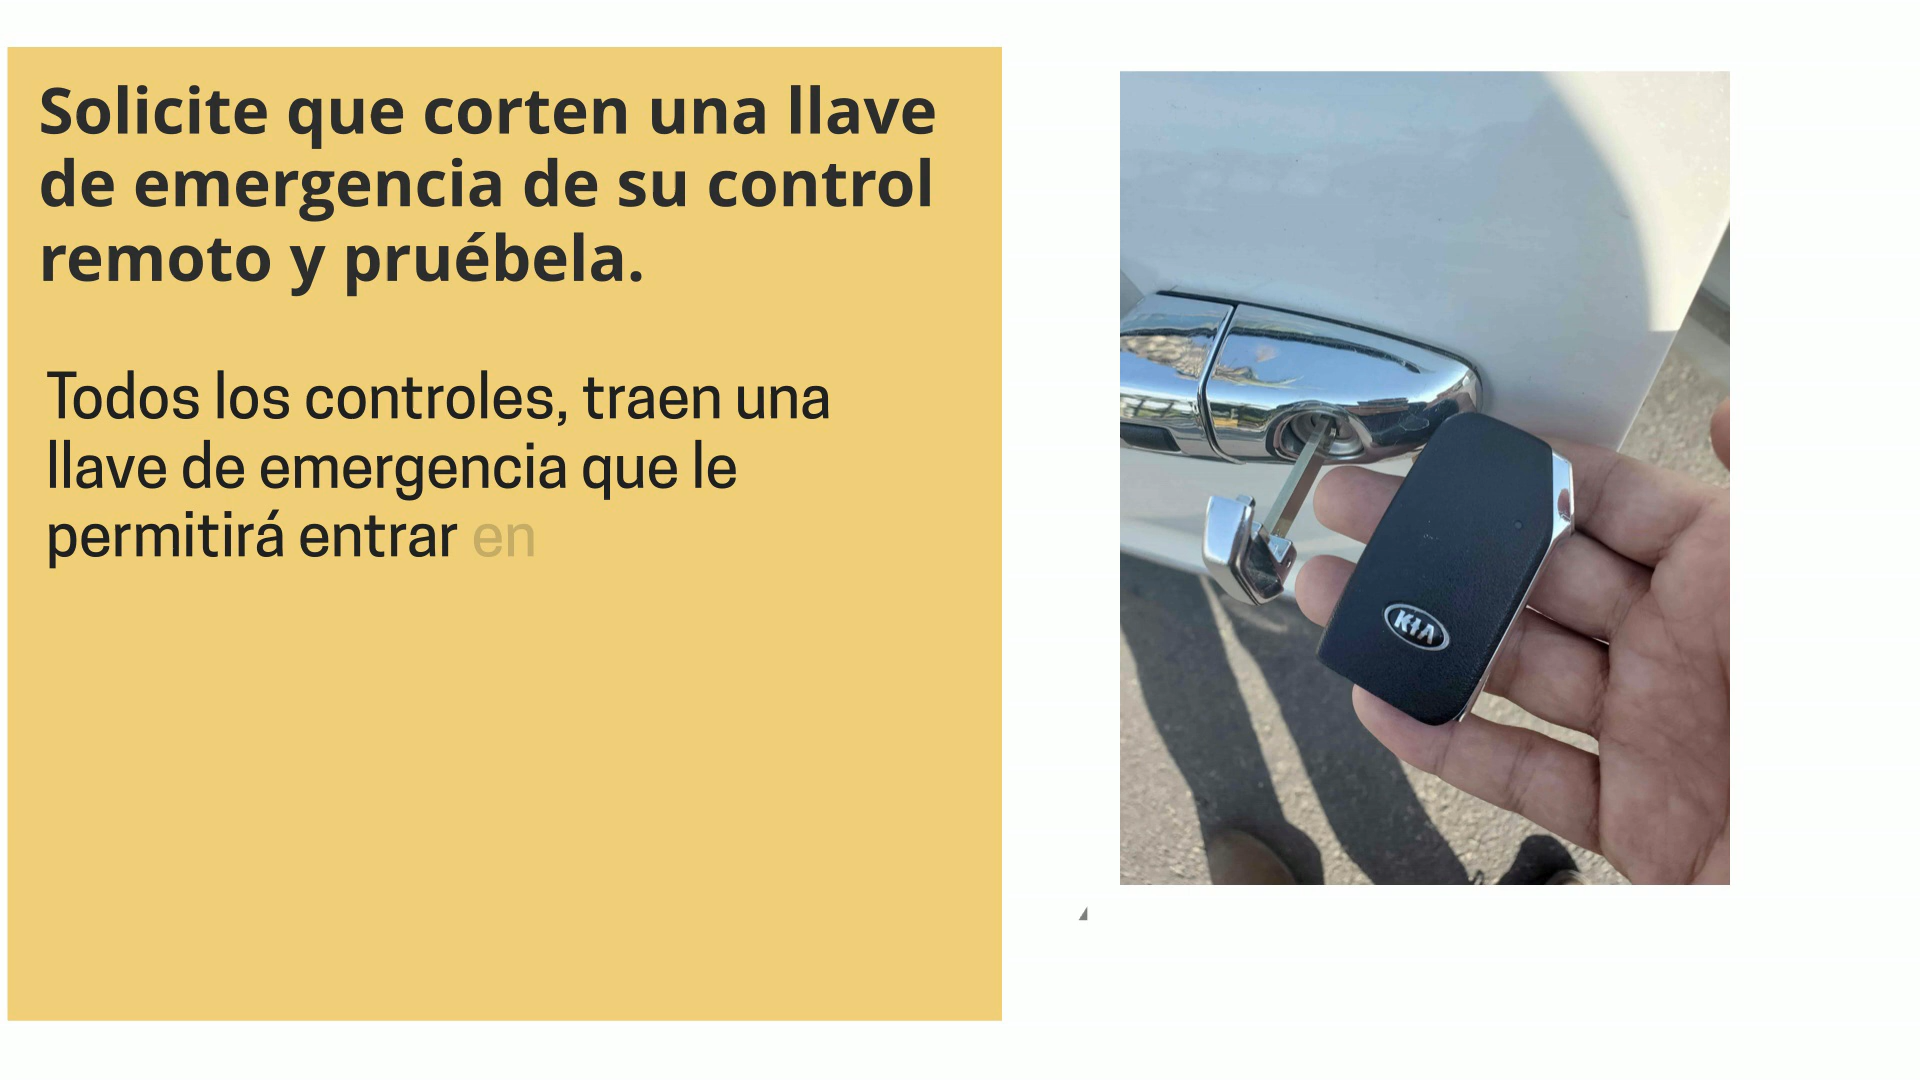 Solicite que corten una llave
de emergencia de su control
remoto y pruébela.
Todos los controles, traen una
llave de emergencia que le
permitirá entrar en
KIA